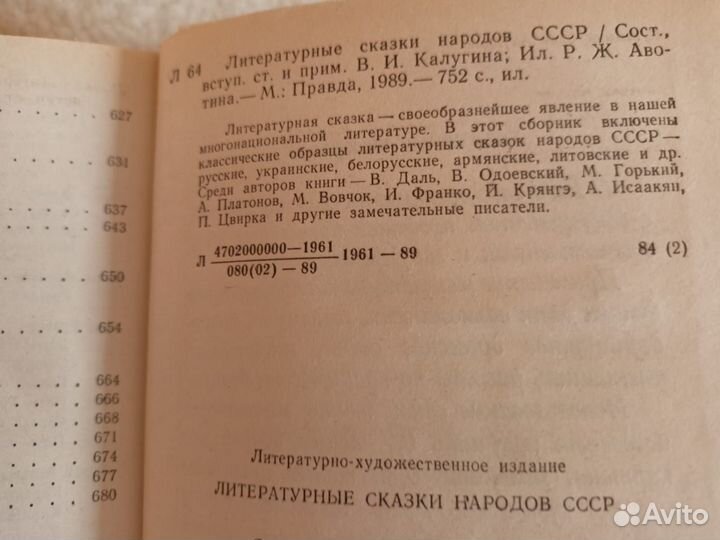 627
631
637
643
650
654
664
666
668
671
674
677
680
Л 64 Литературные сказки народов СССР / Сост.,
вступ. ст. и прим. В. И. Калугина; Ил. Р. Ж. Аво-
тина.— М.: Правда, 1989.— 752 с., ил.
Литературная сказка — своеобразнейшее явление в нашей
многонациональной литературе. В этот сборник включены
классические образцы литературных сказок народов СССР —
русские, украинские, белорусские, армянские, литовские и др.
Среди авторов книги — В. Даль, В. Одоевский, М. Горький,
А. Платонов, М. Вовчок, И. Франко, Й. Крянгэ, А. Исаакян,
П. Цвирка и другие замечательные писатели.
Л 4702000000—1961 1961 — 89 84 (2)
080(02) — 89
Литературно-художественное издание
ЛИТЕРАТУРНЫЕ СКАЗКИ НАРОДОВ СССР
Avito